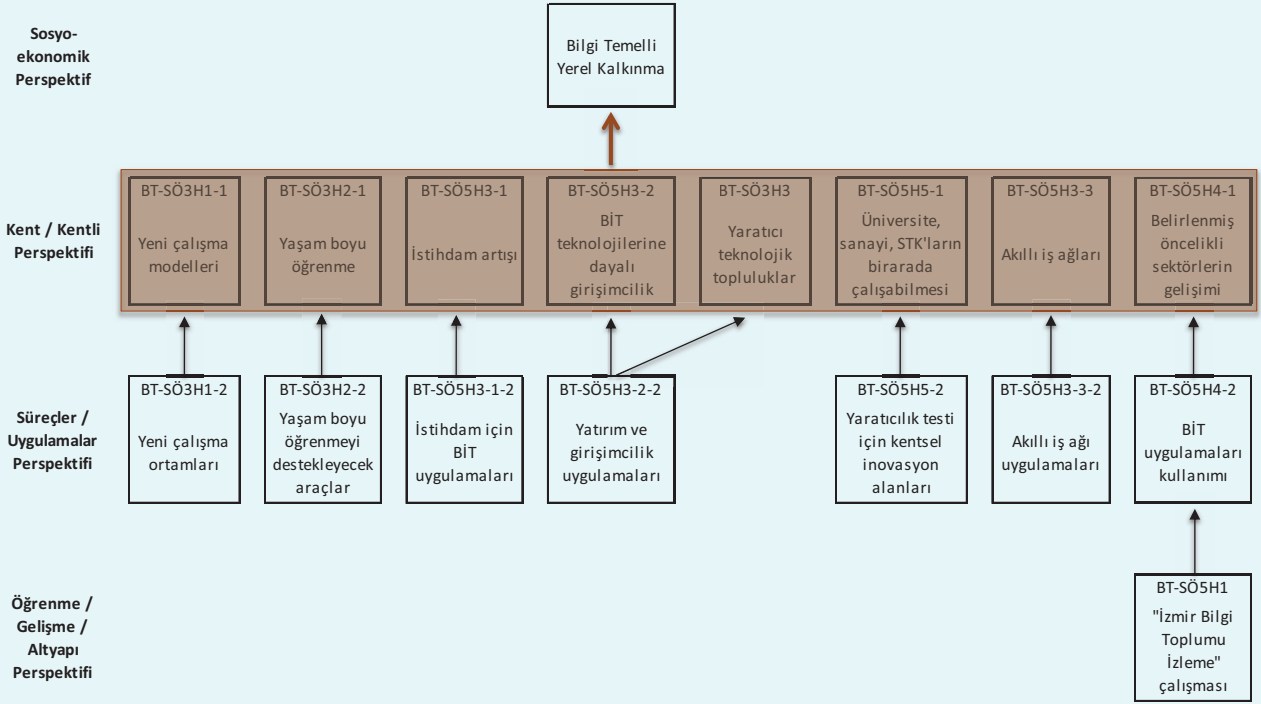 Sosyo-
ekonomik
Perspektif
Bilgi Temelli
Yerel Kalkınma
Kent / Kentli
Perspektifi
BT-SÖ3H1-1
Yeni çalışma
modelleri
BT-SÖ3H2-1
Yaşam boyu
öğrenme
BT-SÖ5H3-1
İstihdam artışı
BT-SÖ5H3-2
BİT
teknolojilerine
dayalı
girişimcilik
BT-SÖ3H3
Yaratıcı
teknolojik
topluluklar
BT-SÖ5H5-1
Üniversite,
sanayi, STK'ların
birarada
çalışabilmesi
BT-SÖ5H3-3
Akıllı iş ağları
BT-SÖ5H4-1
Belirlenmiş
öncelikli
sektörlerin
gelişimi
Süreçler /
Uygulamalar
Perspektifi
BT-SÖ3H1-2
Yeni çalışma
ortamları
BT-SÖ3H2-2
Yaşam boyu
öğrenmeyi
destekleyecek
araçlar
BT-SÖ5H3-1-2
İstihdam için
BİT
uygulamaları
BT-SÖ5H3-2-2
Yatırım ve
girişimcilik
uygulamaları
BT-SÖ5H5-2
Yaratıcılık testi
için kentsel
inovasyon
alanları
BT-SÖ5H3-3-2
Akıllı iş ağı
uygulamaları
BT-SÖ5H4-2
BİT
uygulamaları
kullanımı
Öğrenme /
Gelişme /
Altyapı
Perspektifi
BT-SÖ5H1
"İzmir Bilgi
Toplumu
İzleme"
çalışması